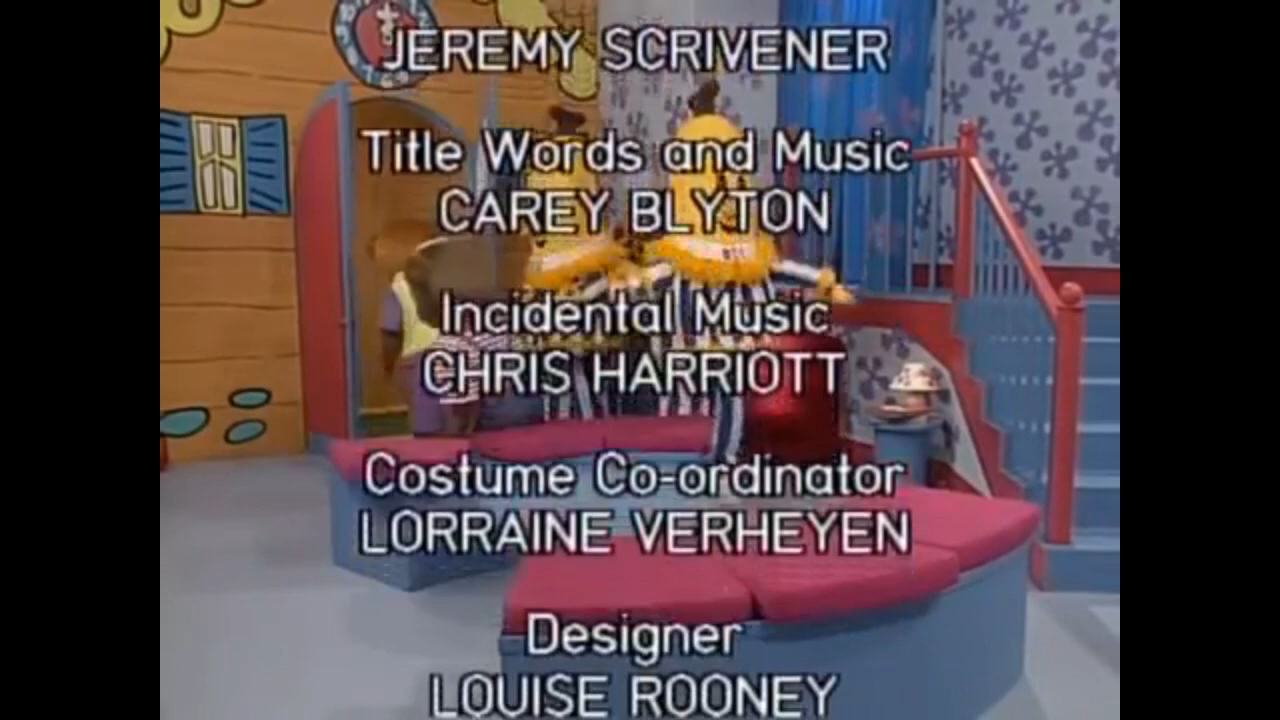 JEREMY SCRIVENER
Title Words and Music
CAREY BLYTON
Incidental Music
CHRIS HARRIOTT
Costume Co-ordinator
LORRAINE VERHEYEN
Designer
LOUISE ROONEY